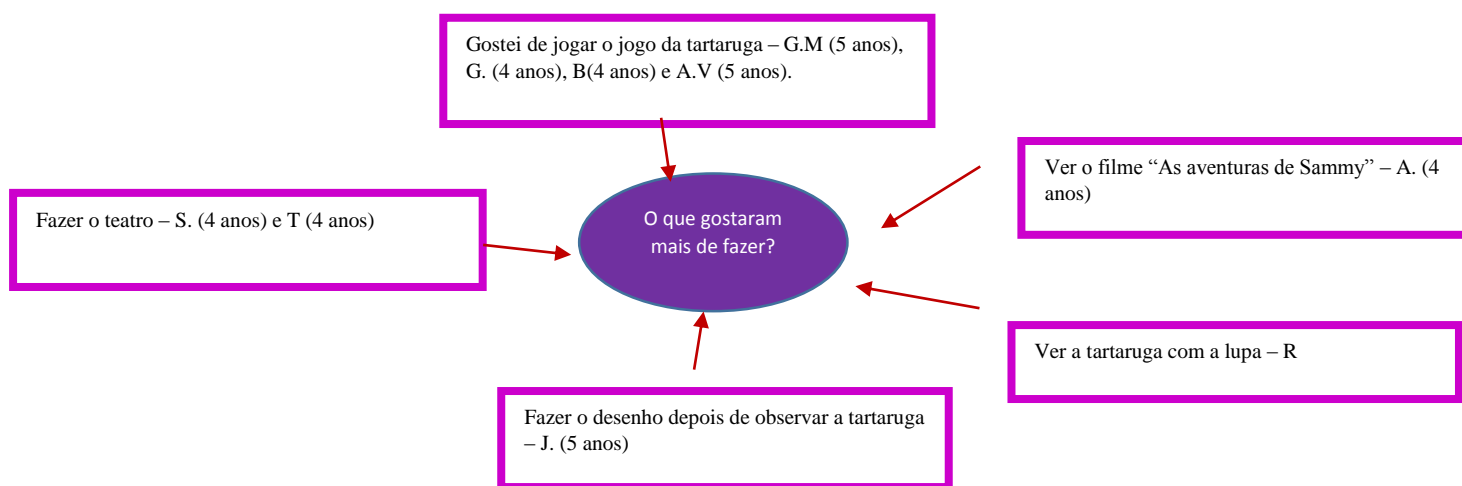 Gostei de jogar o jogo da tartaruga – G.M (5 anos),
G. (4 anos), B(4 anos) e A.V (5 anos).
Ver o filme “As aventuras de Sammy” – A. (4
anos)
Fazer o teatro – S. (4 anos) e T (4 anos)
O que gostaram
mais de fazer?
Ver a tartaruga com a lupa – R
Fazer o desenho depois de observar a tartaruga
– J. (5 anos)